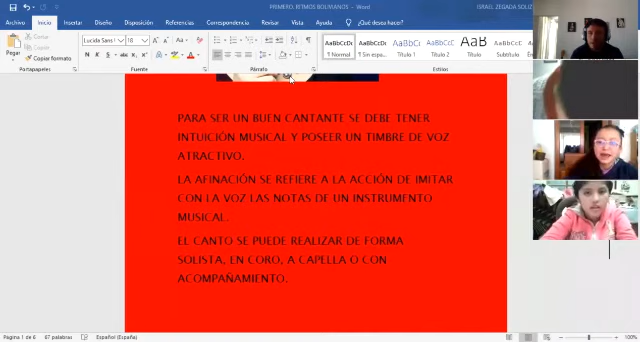 PRIMERO. RITMOS BOLIVIANOS - Word
ISRAEL ZEGADA SOLIZ
Archivo Inicio Insertar Diseño Disposición Referencias Correspondencia Revisar Vista Ayuda ¿Qué desea hacer?
Pegar
Cortar
Copiar
Copiar formato
Lucida Sans 18
N K S
AaBbCcDc AaBbCcDc AaBbCc AaBbCcC AaB AaBbCcD
¶ Normal ¶ Sin espa... Título 1 Título 2 Título Subtítulo
Portapapeles Fuente Párrafo Estilos
PARA SER UN BUEN CANTANTE SE DEBE TENER
INTUICIÓN MUSICAL Y POSEER UN TIMBRE DE VOZ
ATRACTIVO.
LA AFINACIÓN SE REFIERE A LA ACCIÓN DE IMITAR
CON LA VOZ LAS NOTAS DE UN INSTRUMENTO
MUSICAL.
EL CANTO SE PUEDE REALIZAR DE FORMA
SOLISTA, EN CORO, A CAPELLA O CON
ACOMPAÑAMIENTO.
Página 1 de 6 67 palabras Español (España) 100%